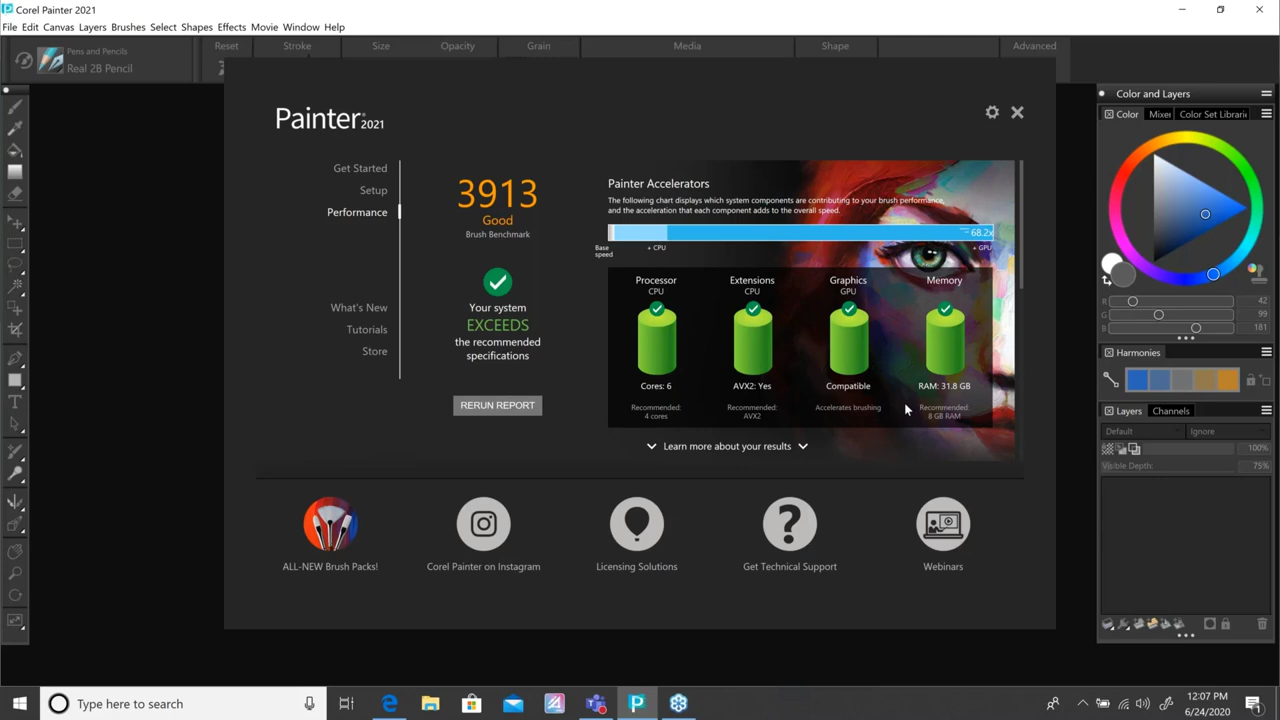 Corel Painter 2021
File Edit Canvas Layers Brushes Select Shapes Effects Movie Window Help
Pens and Pencils
Real 2B Pencil
Reset
Stroke
Size
Opacity
Grain
Media
Shape
Advanced
Painter 2021
Get Started
Setup
Performance
What's New
Tutorials
Store
3913
Good
Brush Benchmark
Your system
EXCEEDS
the recommended
specifications
RERUN REPORT
Painter Accelerators
The following chart displays which system components are contributing to your brush performance,
and the acceleration that each component adds to the overall speed.
68.2x
Base
speed
+ CPU
+ GPU
Processor
CPU
Cores: 6
Recommended:
4 cores
Extensions
CPU
AVX2: Yes
Recommended:
AVX2
Graphics
GPU
Compatible
Accelerates brushing
Memory
RAM: 31.8 GB
Recommended:
8 GB RAM
Learn more about your results
ALL-NEW Brush Packs!
Corel Painter on Instagram
Licensing Solutions
Get Technical Support
Webinars
Color and Layers
Color Mixer Color Set Librari
R 42
G 99
B 181
Harmonies
Layers Channels
Default Ignore
100%
Visible Depth: 75%
Type here to search
12:07 PM
6/24/2020